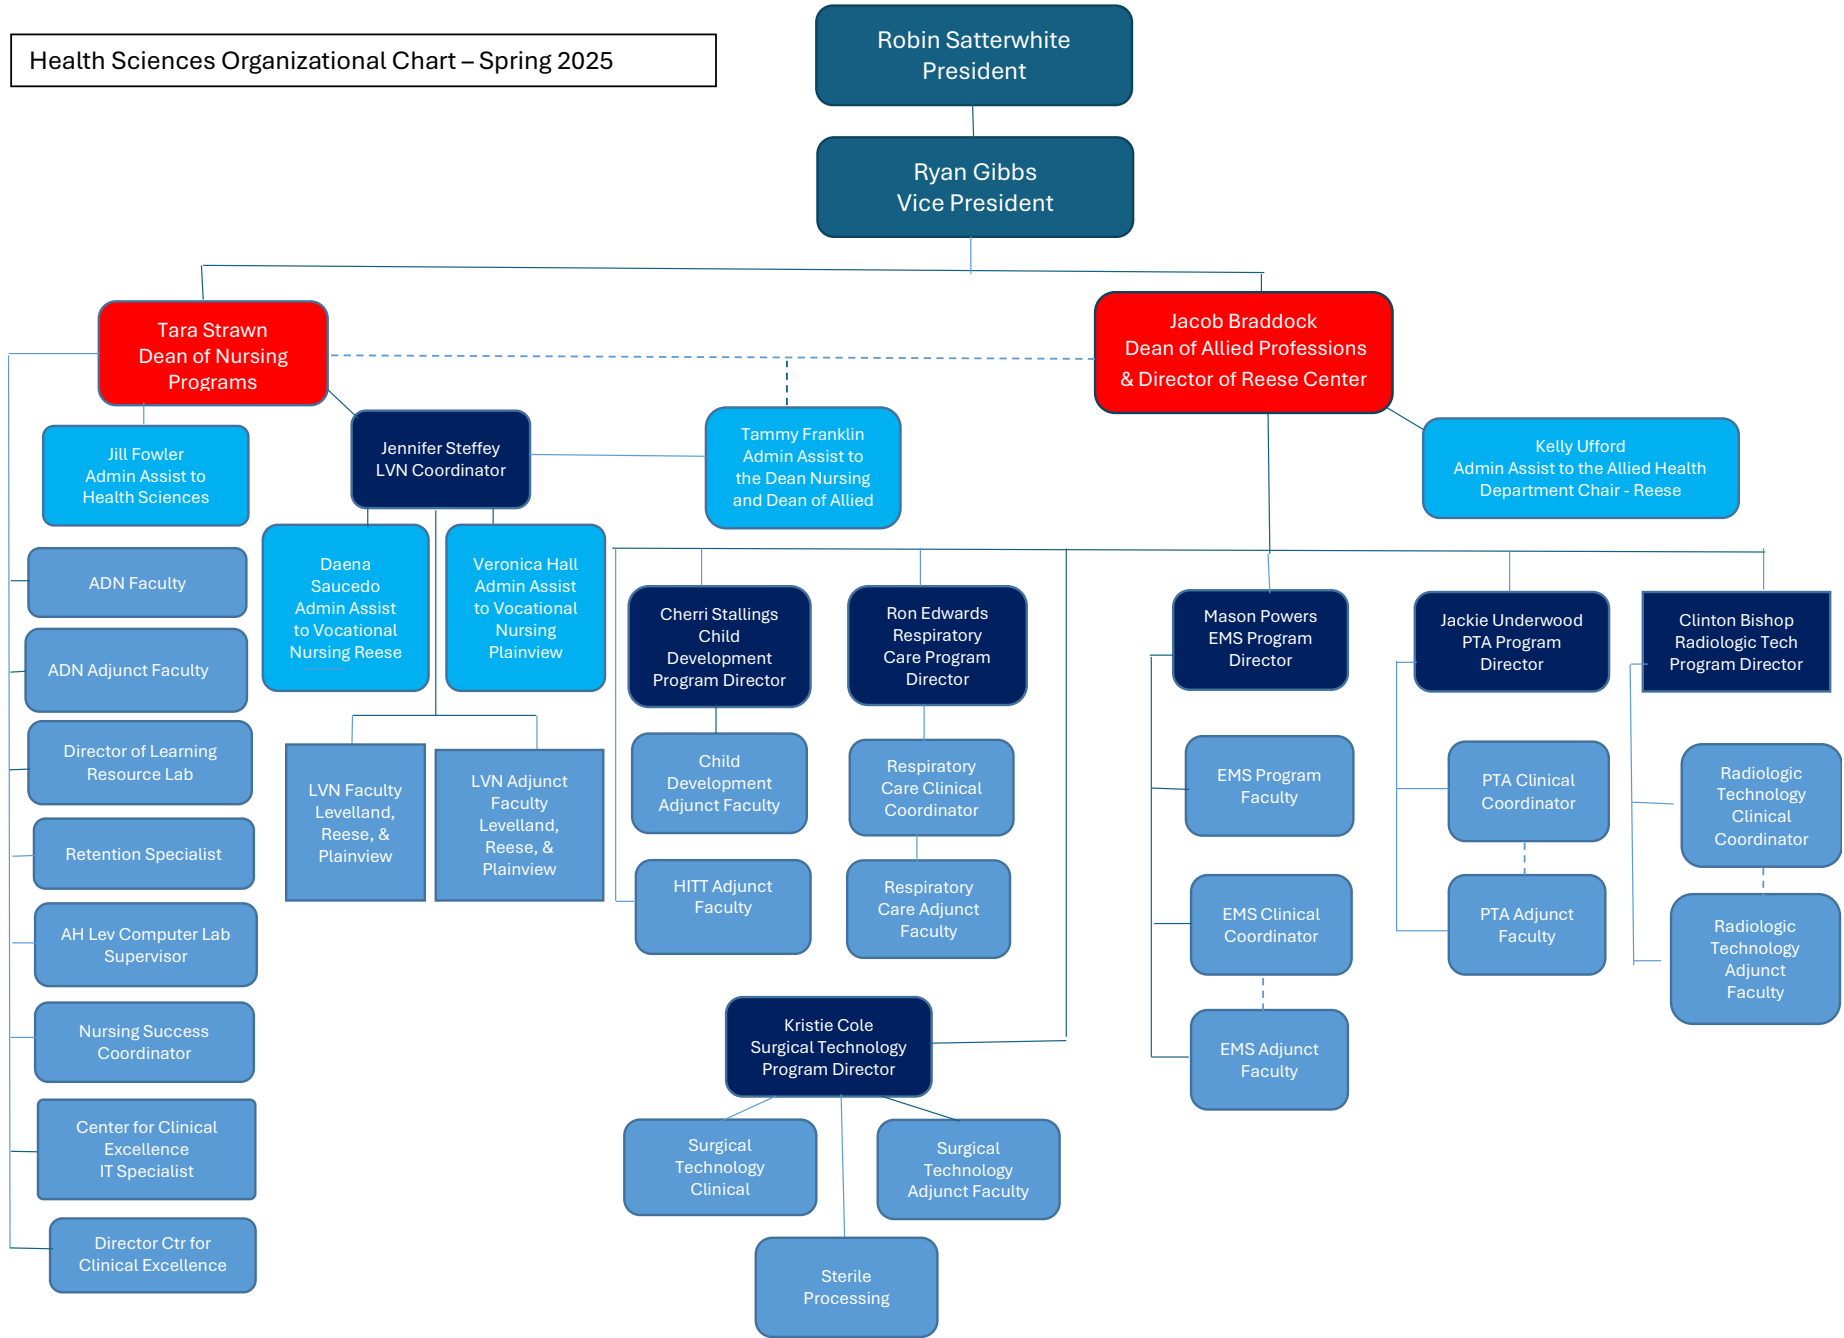 Health Sciences Organizational Chart – Spring 2025
Robin Satterwhite
President
Ryan Gibbs
Vice President
Tara Strawn
Dean of Nursing
Programs
Jacob Braddock
Dean of Allied Professions
& Director of Reese Center
Jill Fowler
Admin Assist to
Health Sciences
Jennifer Steffey
LVN Coordinator
Tammy Franklin
Admin Assist to
the Dean Nursing
and Dean of Allied
Kelly Ufford
Admin Assist to the Allied Health
Department Chair - Reese
ADN Faculty
ADN Adjunct Faculty
Director of Learning
Resource Lab
Retention Specialist
AH Lev Computer Lab
Supervisor
Nursing Success
Coordinator
Center for Clinical
Excellence
IT Specialist
Director Ctr for
Clinical Excellence
Daena
Saucedo
Admin Assist
to Vocational
Nursing Reese
Veronica Hall
Admin Assist
to Vocational
Nursing
Plainview
LVN Faculty
Levelland,
Reese, &
Plainview
LVN Adjunct
Faculty
Levelland,
Reese, &
Plainview
Cherri Stallings
Child
Development
Program Director
Child
Development
Adjunct Faculty
HITT Adjunct
Faculty
Ron Edwards
Respiratory
Care Program
Director
Respiratory
Care Clinical
Coordinator
Respiratory
Care Adjunct
Faculty
Kristie Cole
Surgical Technology
Program Director
Surgical
Technology
Clinical
Surgical
Technology
Adjunct Faculty
Sterile
Processing
Mason Powers
EMS Program
Director
EMS Program
Faculty
EMS Clinical
Coordinator
EMS Adjunct
Faculty
Jackie Underwood
PTA Program
Director
PTA Clinical
Coordinator
PTA Adjunct
Faculty
Clinton Bishop
Radiologic Tech
Program Director
Radiologic
Technology
Clinical
Coordinator
Radiologic
Technology
Adjunct
Faculty